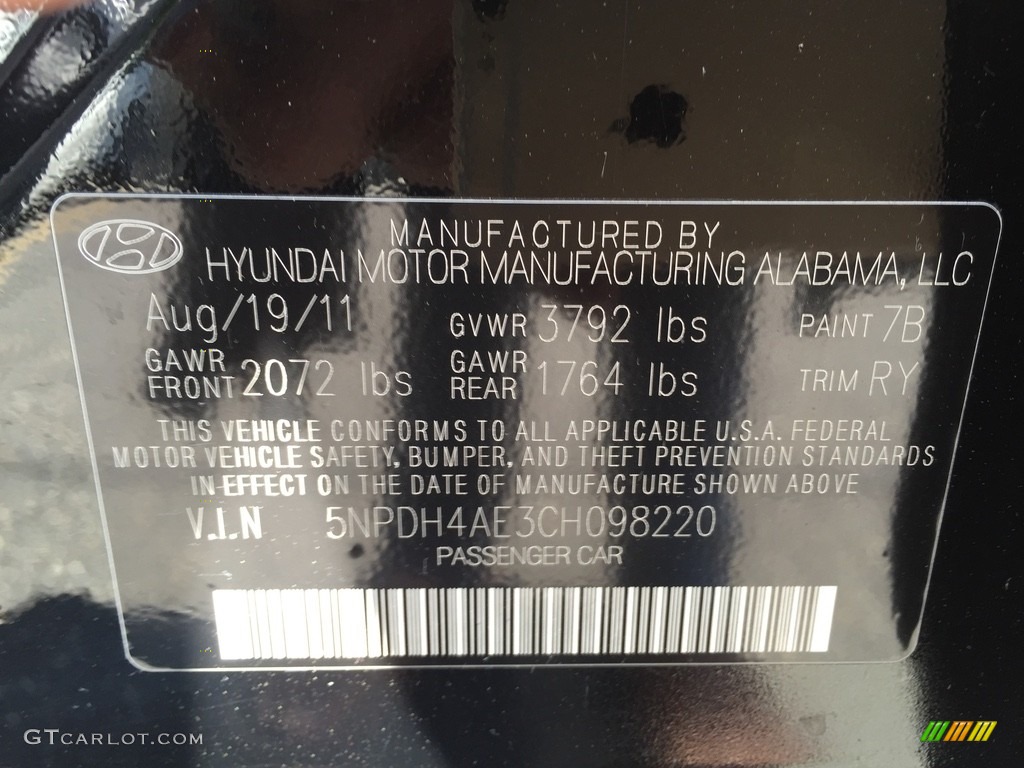 MANUFACTURED BY
HYUNDAI MOTOR MANUFACTURING ALABAMA, LLC
Aug/19/11 GVWR 3792 lbs PAINT 7B
GAWR FRONT 2072 lbs GAWR REAR 1764 lbs TRIM RY
THIS VEHICLE CONFORMS TO ALL APPLICABLE U.S.A. FEDERAL
MOTOR VEHICLE SAFETY, BUMPER, AND THEFT PREVENTION STANDARDS
IN EFFECT ON THE DATE OF MANUFACTURE SHOWN ABOVE
V.I.N 5NPDH4AE3CH098220
PASSENGER CAR
GTCARLOT.COM